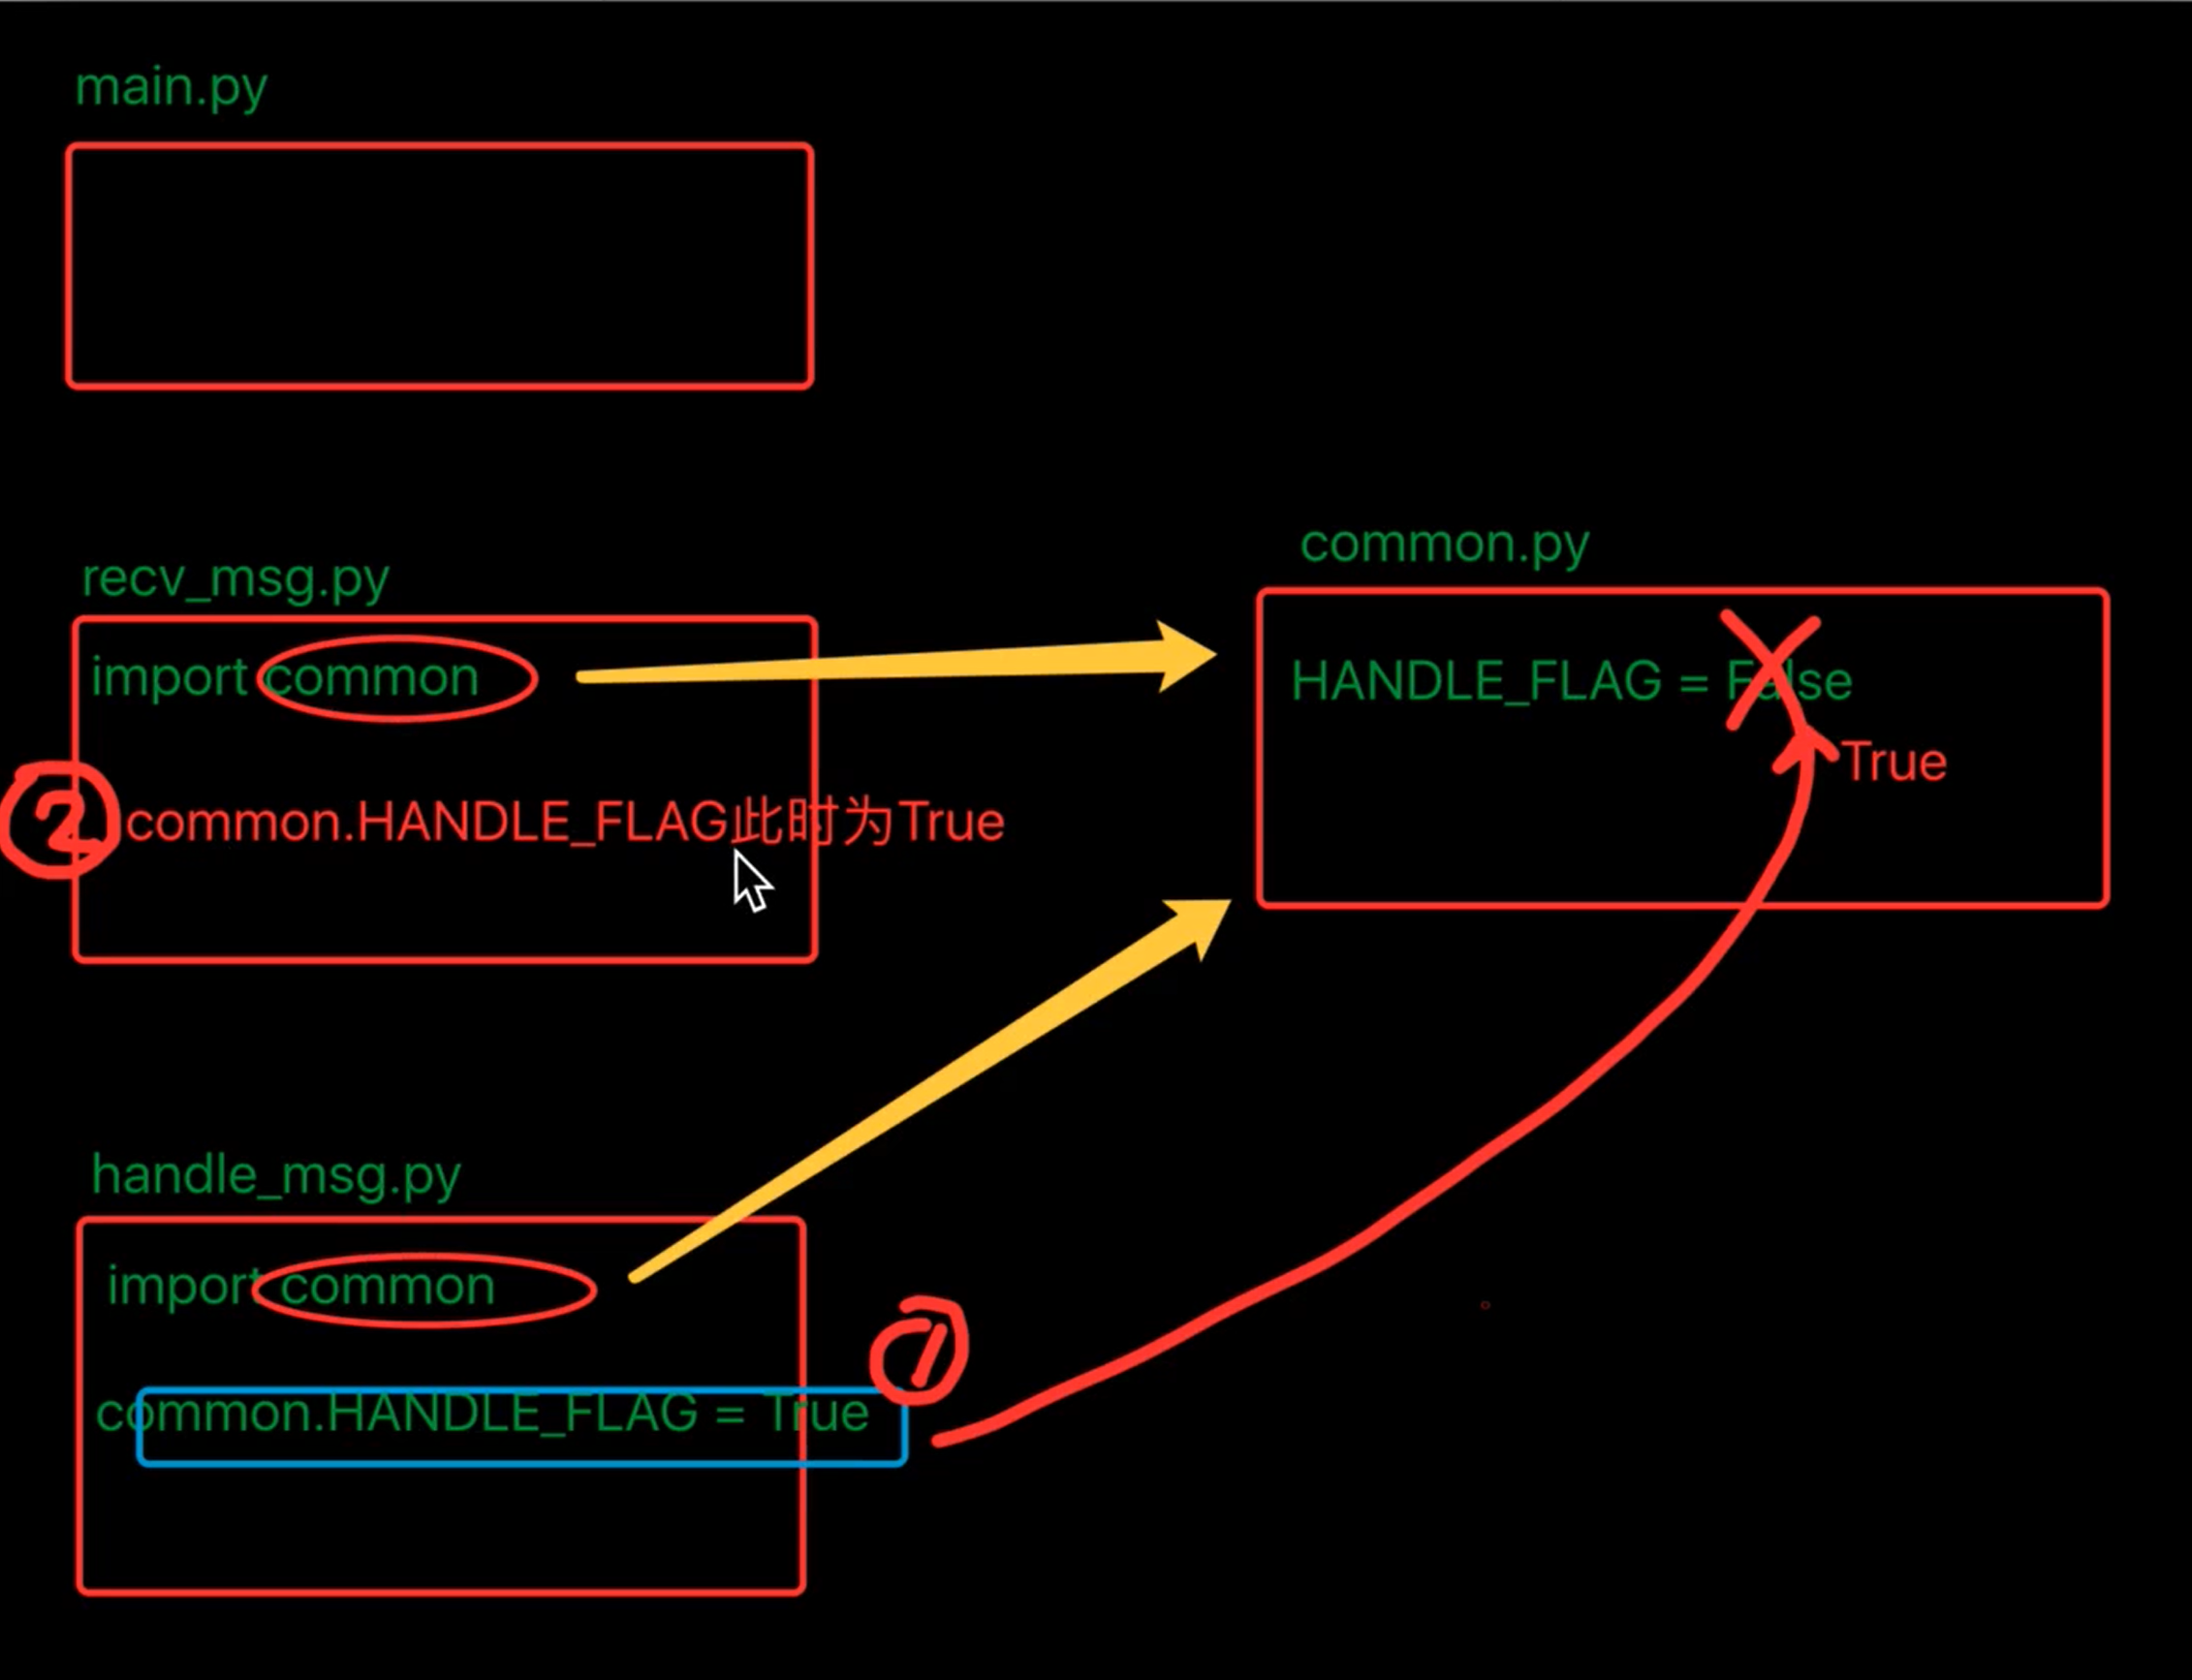 main.py
recv_msg.py
import common
② common.HANDLE_FLAG此时为True
common.py
HANDLE_FLAG = False
True
handle_msg.py
import common
①
common.HANDLE_FLAG = True